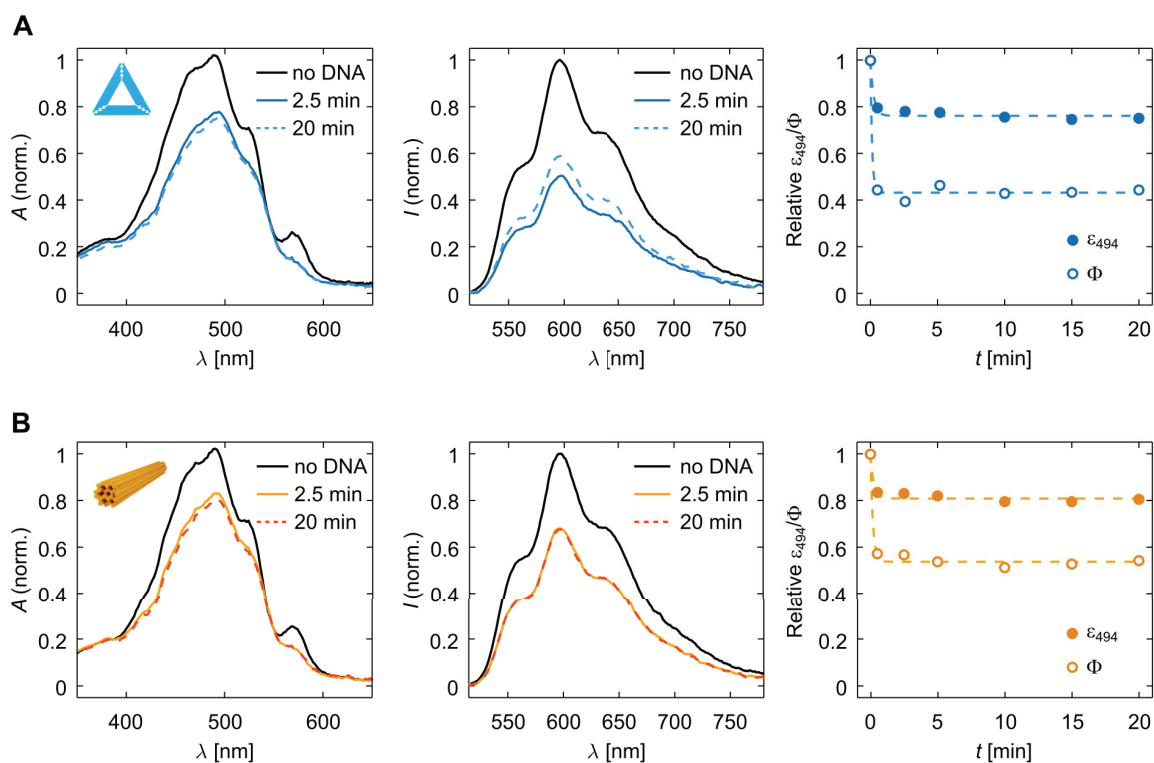 A
A (norm.)
1
0.8
0.6
0.4
0.2
0
400
500
600
λ [nm]
no DNA
2.5 min
20 min
I (norm.)
1
0.8
0.6
0.4
0.2
0
550
600
650
700
750
λ [nm]
no DNA
2.5 min
20 min
Relative ε494/Φ
1
0.8
0.6
0.4
0.2
0
0
5
10
15
20
t [min]
ε494
Φ
B
A (norm.)
1
0.8
0.6
0.4
0.2
0
400
500
600
λ [nm]
no DNA
2.5 min
20 min
I (norm.)
1
0.8
0.6
0.4
0.2
0
550
600
650
700
750
λ [nm]
no DNA
2.5 min
20 min
Relative ε494/Φ
1
0.8
0.6
0.4
0.2
0
0
5
10
15
20
t [min]
ε494
Φ